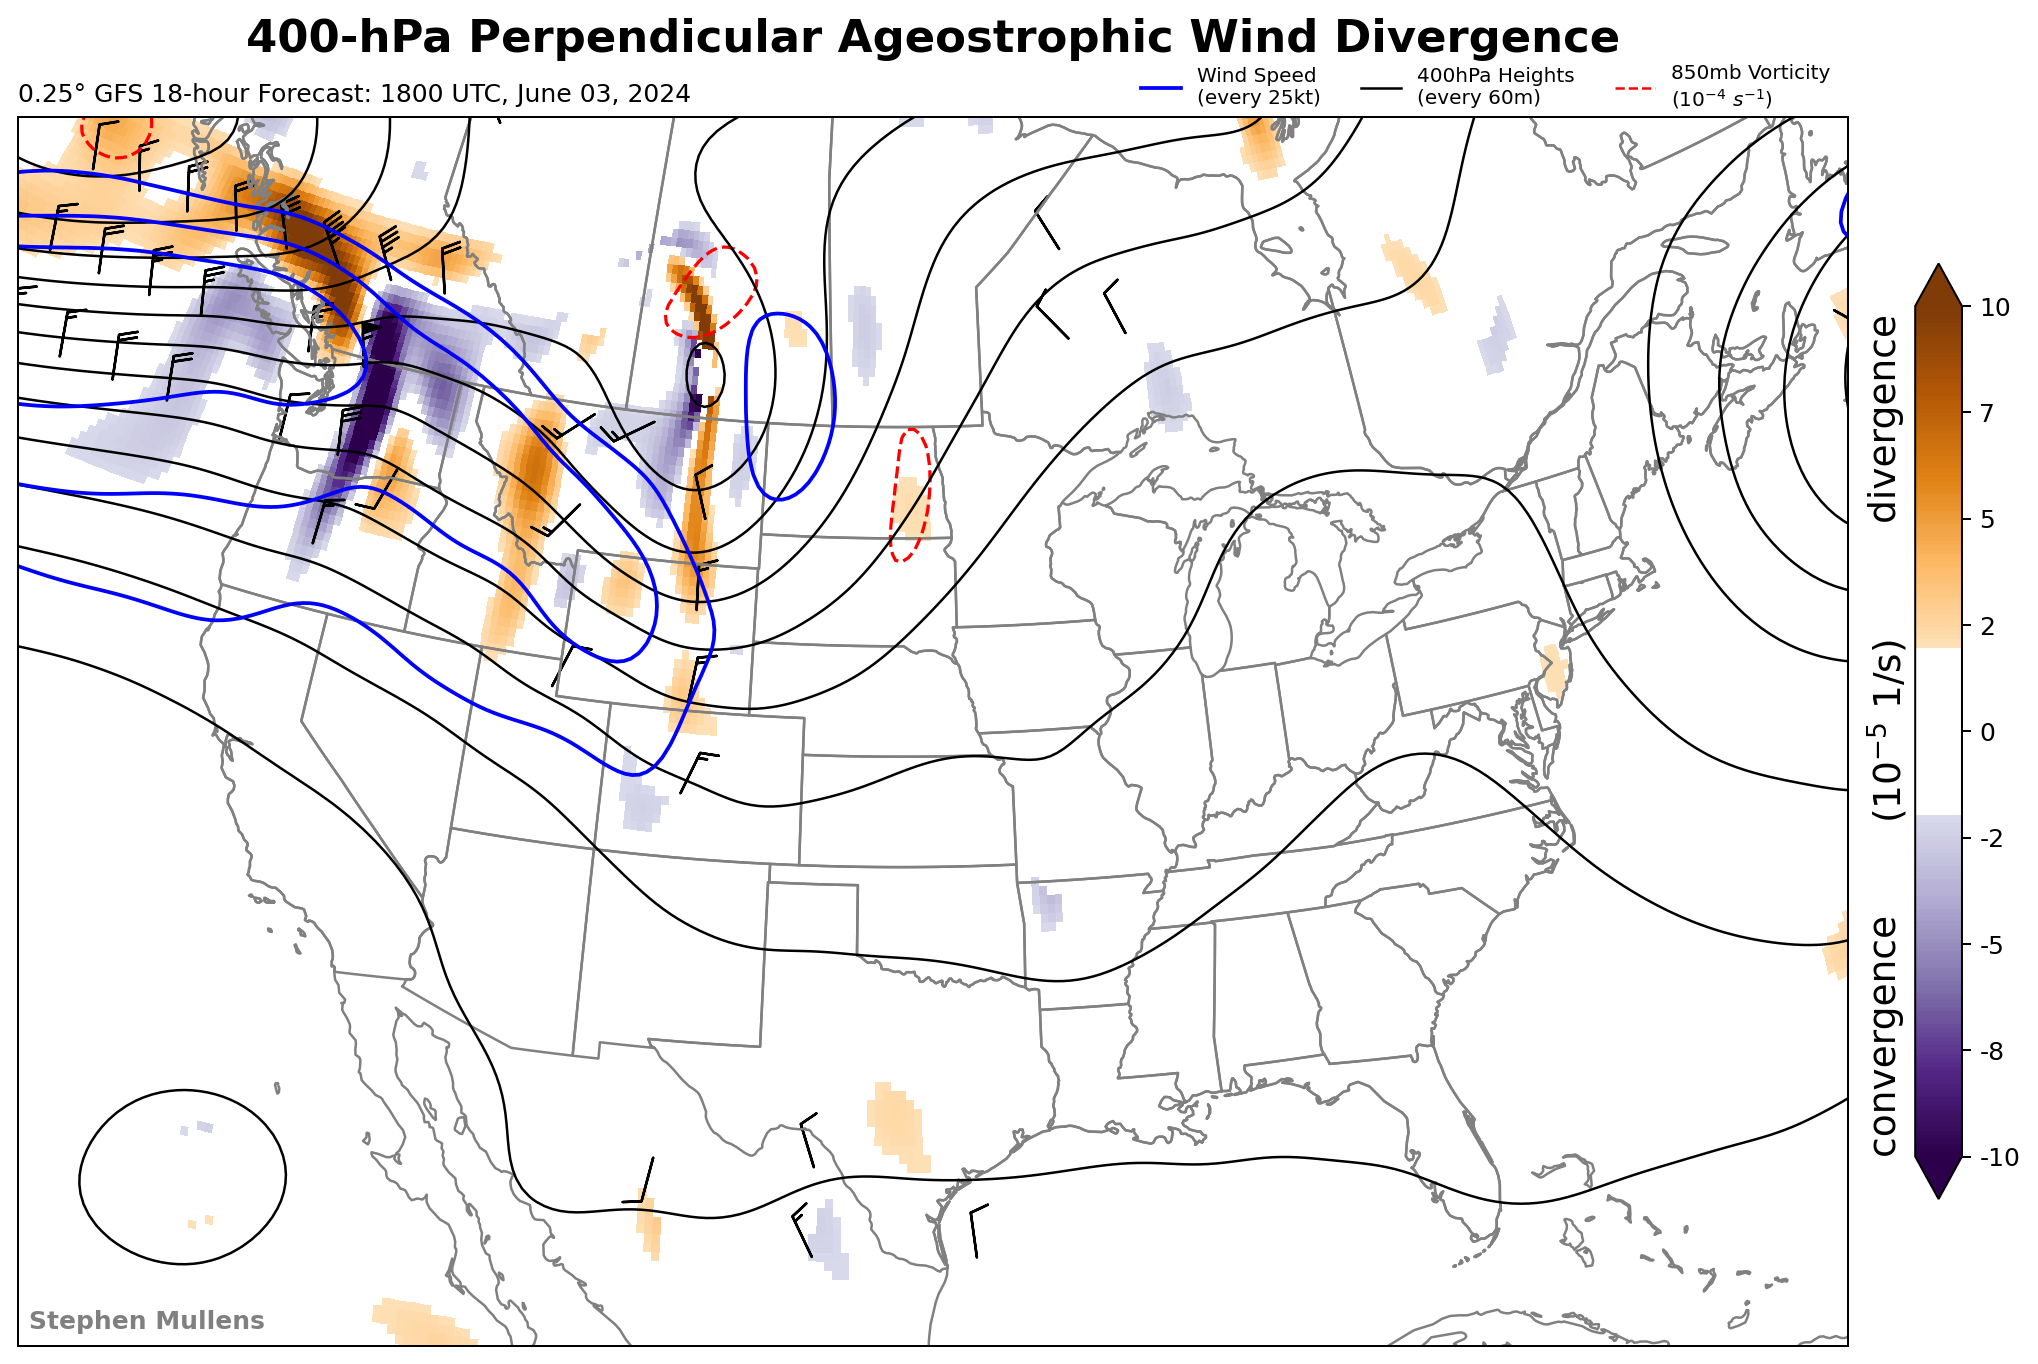 400-hPa Perpendicular Ageostrophic Wind Divergence
0.25° GFS 18-hour Forecast: 1800 UTC, June 03, 2024
Wind Speed
(every 25kt)
400hPa Heights
(every 60m)
850mb Vorticity
(10⁻⁴ s⁻¹)
10
7
5
2
0
-2
-5
-8
-10
convergence (10⁻⁵ 1/s) divergence
Stephen Mullens